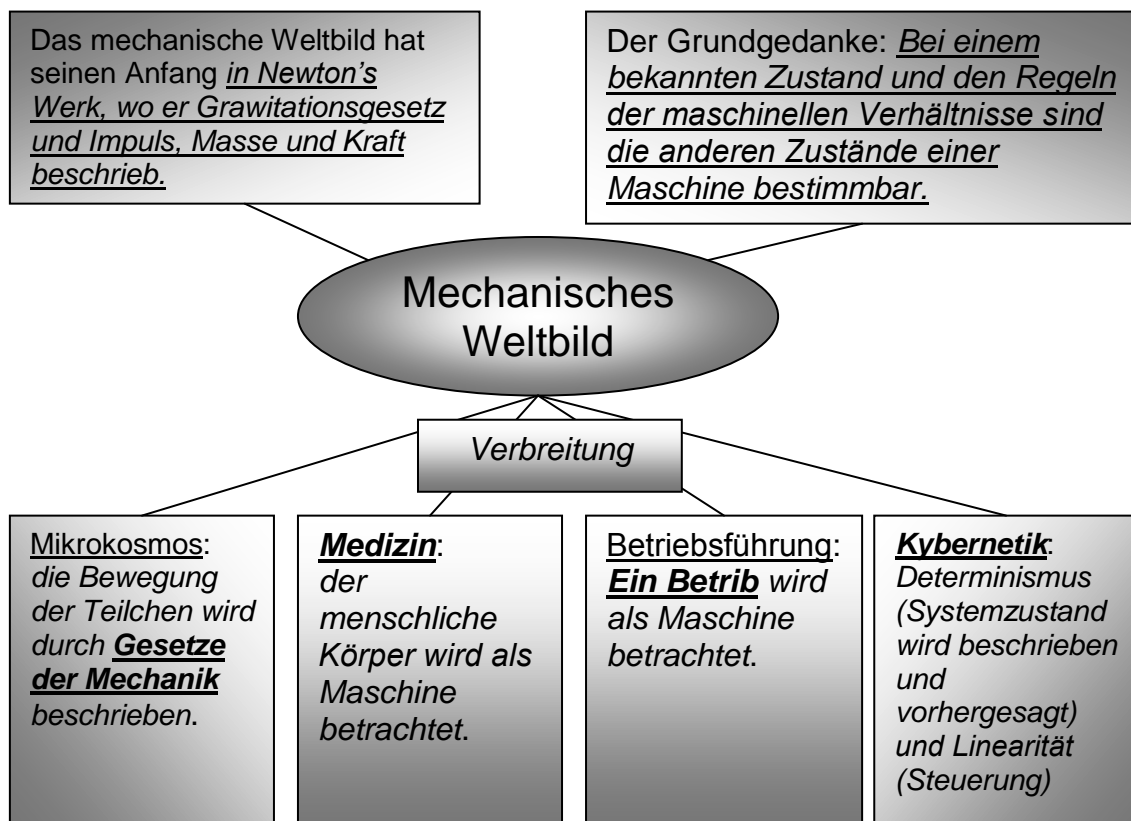 Das mechanische Weltbild hat
seinen Anfang in Newton's
Werk, wo er Grawitationsgesetz
und Impuls, Masse und Kraft
beschrieb.
Der Grundgedanke: Bei einem
bekannten Zustand und den Regeln
der maschinellen Verhältnisse sind
die anderen Zustände einer
Maschine bestimmbar.
Mechanisches
Weltbild
Verbreitung
Mikrokosmos:
die Bewegung
der Teilchen wird
durch Gesetze
der Mechanik
beschrieben.
Medizin:
der
menschliche
Körper wird als
Maschine
betrachtet.
Betriebsführung:
Ein Betrib wird
als Maschine
betrachtet.
Kybernetik:
Determinismus
(Systemzustand
wird beschrieben
und
vorhergesagt)
und Linearität
(Steuerung)